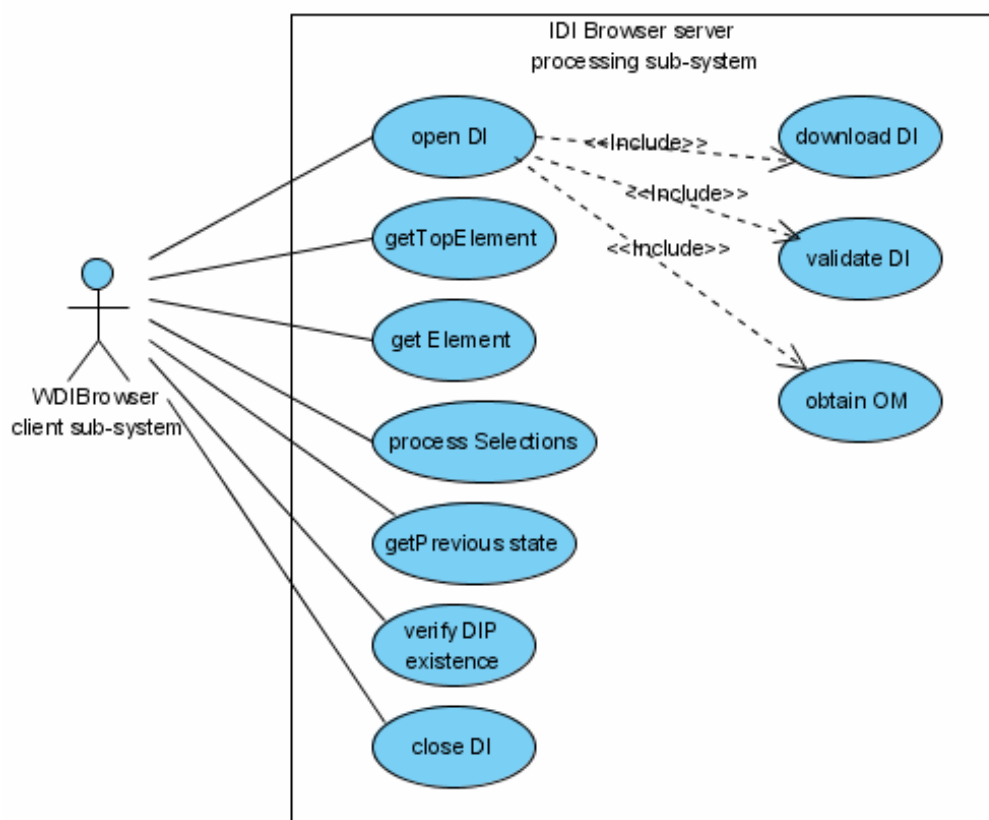 IDI Browser server
processing sub-system
open DI
<<Include>>
download DI
<<Include>>
getTopElement
<<Include>>
validate DI
get Element
WDIBrowser
client sub-system
obtain OM
process Selections
getPrevious state
verify DIP
existence
close DI